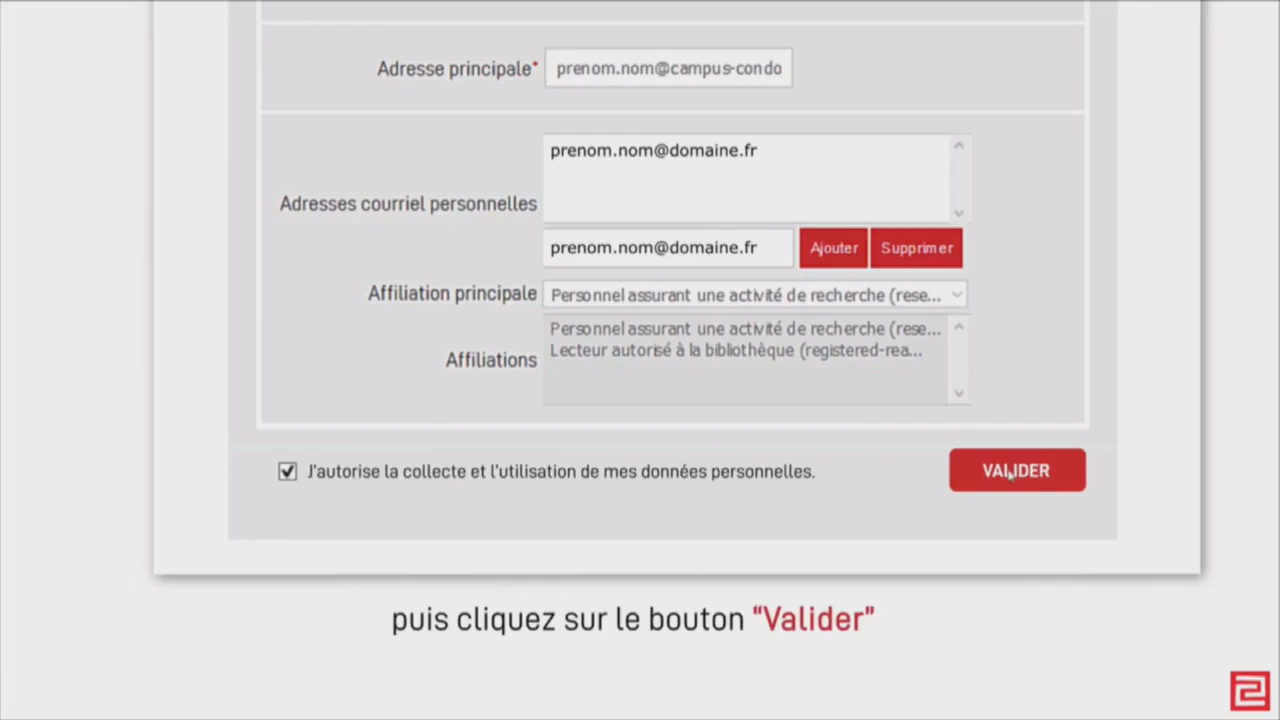 Adresse principale* prenom.nom@campus-condo
prenom.nom@domaine.fr
Adresses courriel personnelles
prenom.nom@domaine.fr Ajouter Supprimer
Affiliation principale Personnel assurant une activité de recherche (rese...
Personnel assurant une activité de recherche (rese...
Lecteur autorisé à la bibliothèque (registered-rea...
Affiliations
J'autorise la collecte et l'utilisation de mes données personnelles. VALIDER
puis cliquez sur le bouton “Valider”